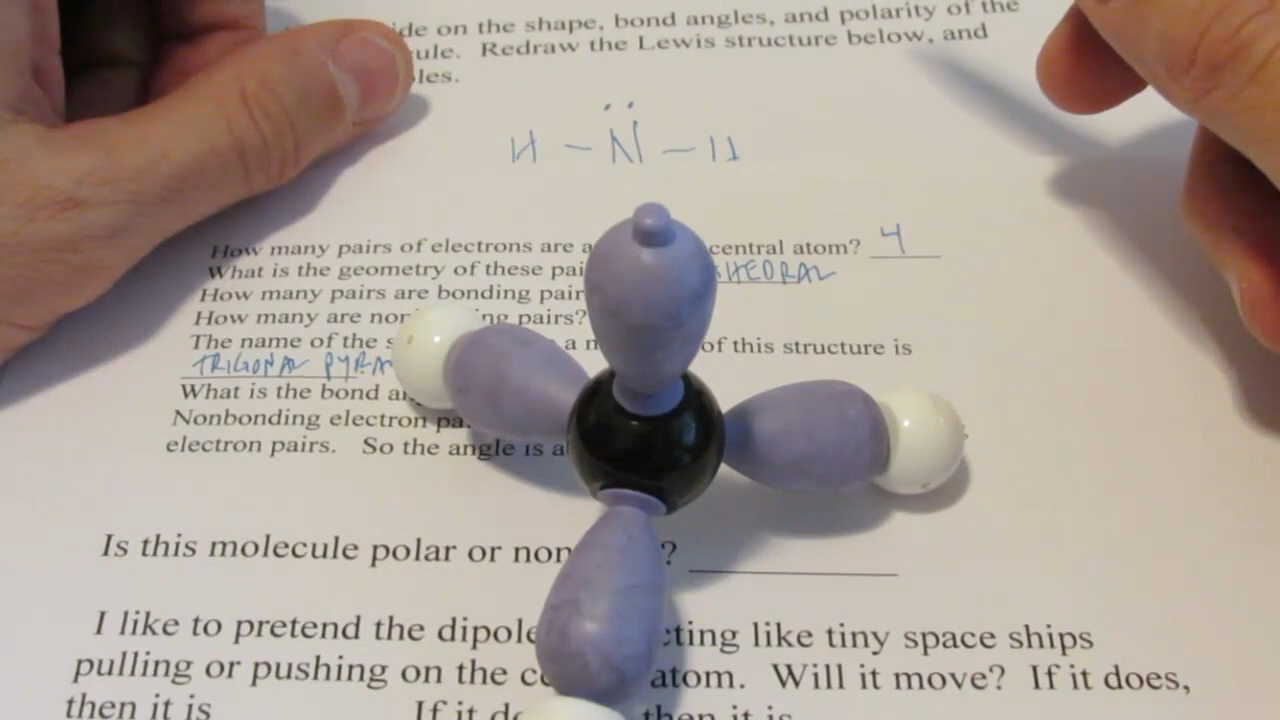 ide on the shape, bond angles, and polarity of the
ule. Redraw the Lewis structure below, and
les.
..
H - N - H
How many pairs of electrons are a central atom? 4
What is the geometry of these pai HEDRAL
How many pairs are bonding pair
How many are non ng pairs?
The name of the s a m of this structure is
TRIGONAL PYRA
What is the bond an
Nonbonding electron pa
electron pairs. So the angle is a
Is this molecule polar or non ?
I like to pretend the dipole cting like tiny space ships
pulling or pushing on the c atom. Will it move? If it does,
then it is If it do then it is